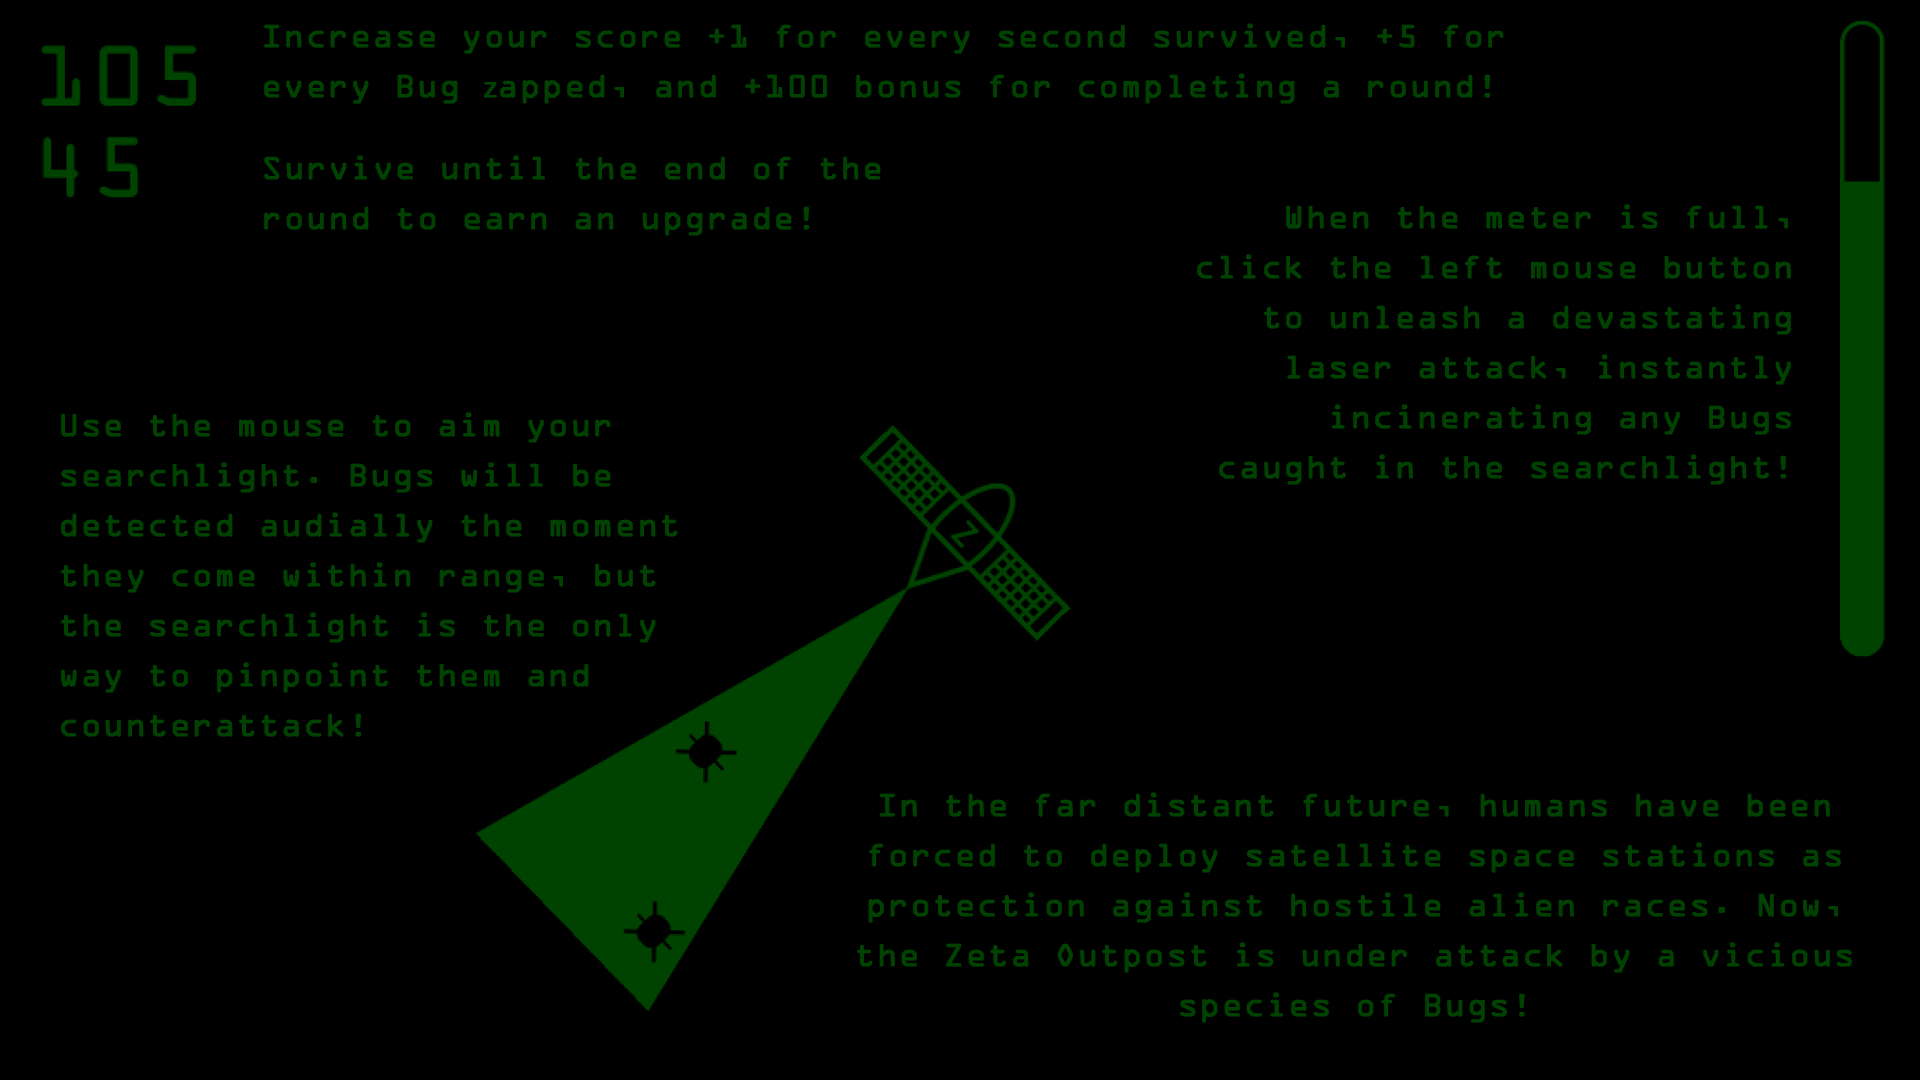 105
Increase your score +1 for every second survived, +5 for
every Bug zapped, and +100 bonus for completing a round!
45
Survive until the end of the
round to earn an upgrade!
When the meter is full,
click the left mouse button
to unleash a devastating
laser attack, instantly
incinerating any Bugs
caught in the searchlight!
Use the mouse to aim your
searchlight. Bugs will be
detected audially the moment
they come within range, but
the searchlight is the only
way to pinpoint them and
counterattack!
Z
In the far distant future, humans have been
forced to deploy satellite space stations as
protection against hostile alien races. Now,
the Zeta Outpost is under attack by a vicious
species of Bugs!